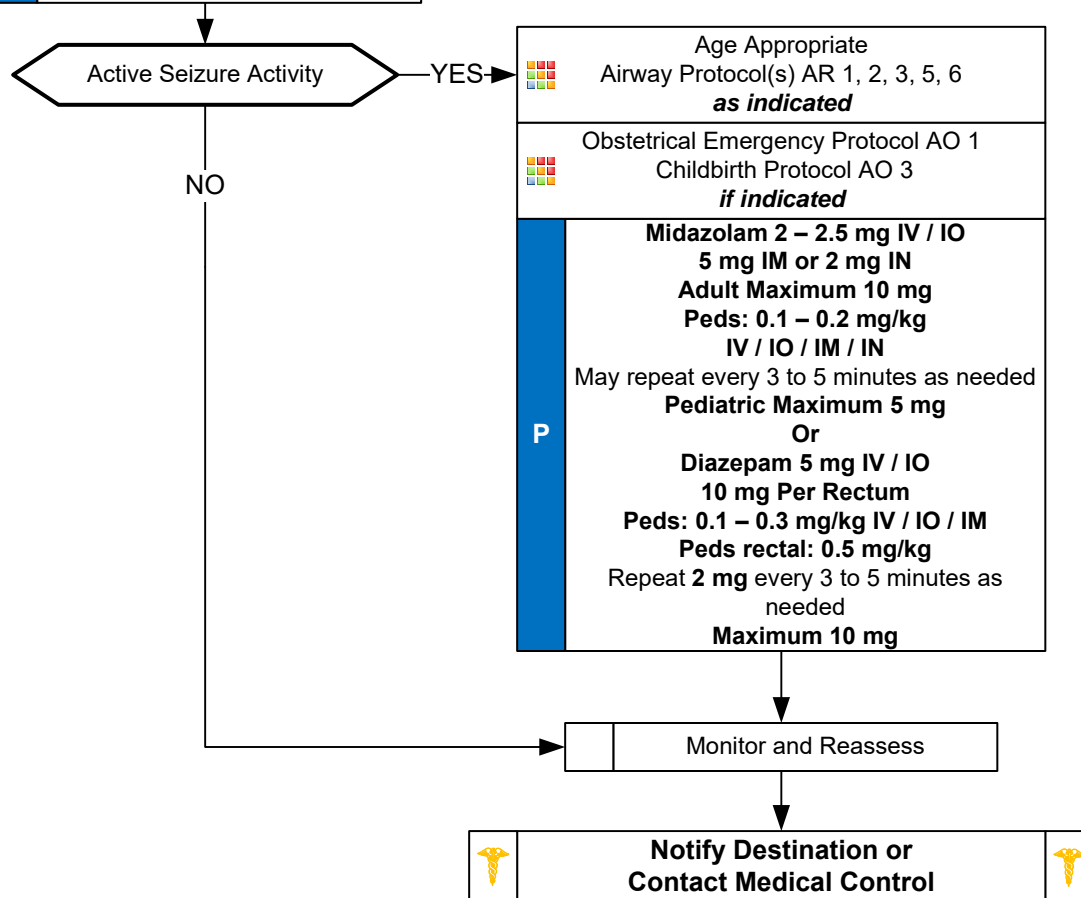 Active Seizure Activity
YES
NO
Age Appropriate
Airway Protocol(s) AR 1, 2, 3, 5, 6
as indicated
Obstetrical Emergency Protocol AO 1
Childbirth Protocol AO 3
if indicated
P
Midazolam 2 – 2.5 mg IV / IO
5 mg IM or 2 mg IN
Adult Maximum 10 mg
Peds: 0.1 – 0.2 mg/kg
IV / IO / IM / IN
May repeat every 3 to 5 minutes as needed
Pediatric Maximum 5 mg
Or
Diazepam 5 mg IV / IO
10 mg Per Rectum
Peds: 0.1 – 0.3 mg/kg IV / IO / IM
Peds rectal: 0.5 mg/kg
Repeat 2 mg every 3 to 5 minutes as
needed
Maximum 10 mg
Monitor and Reassess
Notify Destination or
Contact Medical Control